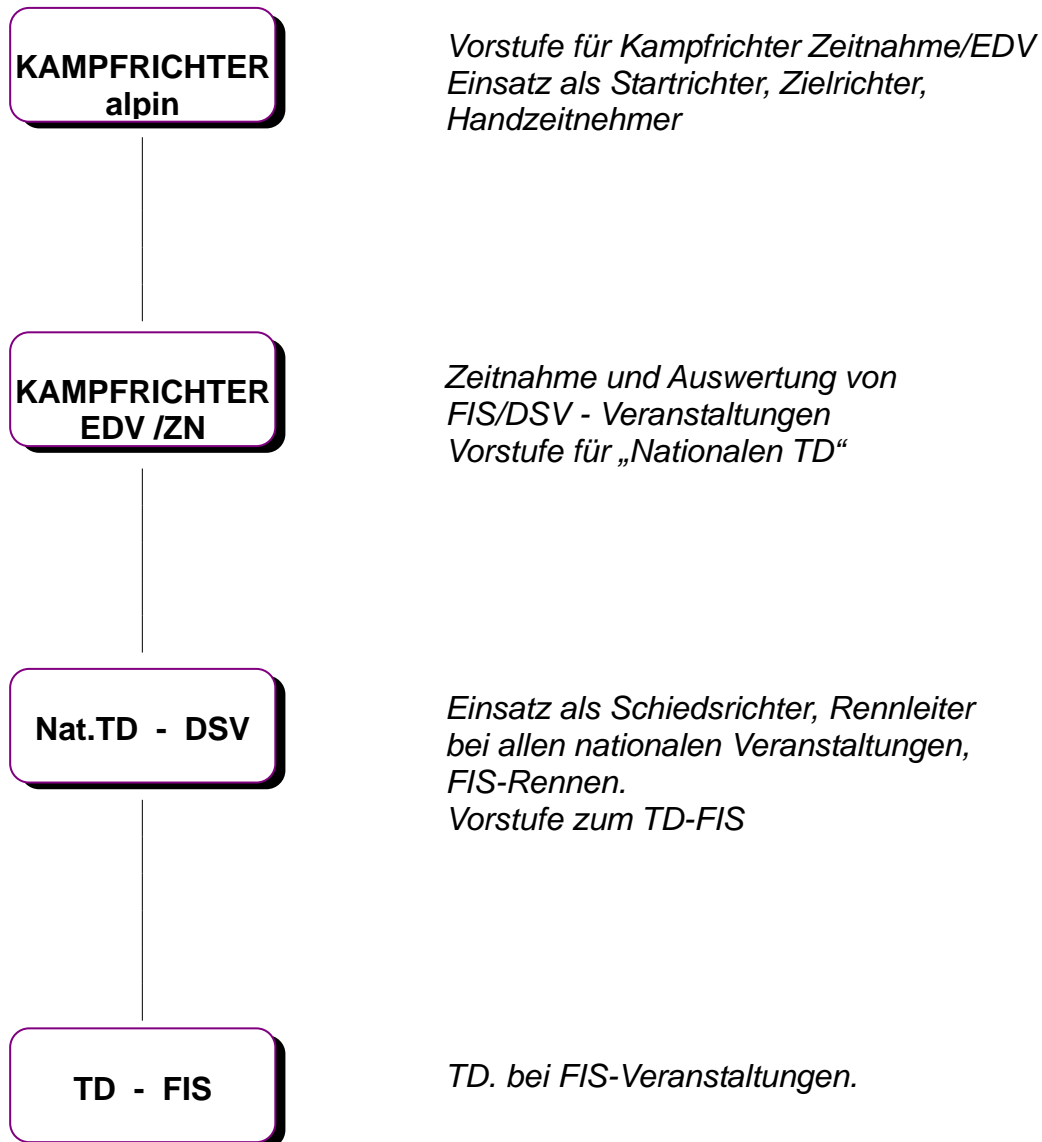 KAMPFRICHTER
alpin
Vorstufe für Kampfrichter Zeitnahme/EDV
Einsatz als Startrichter, Zielrichter,
Handzeitnehmer
KAMPFRICHTER
EDV /ZN
Zeitnahme und Auswertung von
FIS/DSV - Veranstaltungen
Vorstufe für „Nationalen TD“
Nat.TD - DSV
Einsatz als Schiedsrichter, Rennleiter
bei allen nationalen Veranstaltungen,
FIS-Rennen.
Vorstufe zum TD-FIS
TD - FIS
TD. bei FIS-Veranstaltungen.